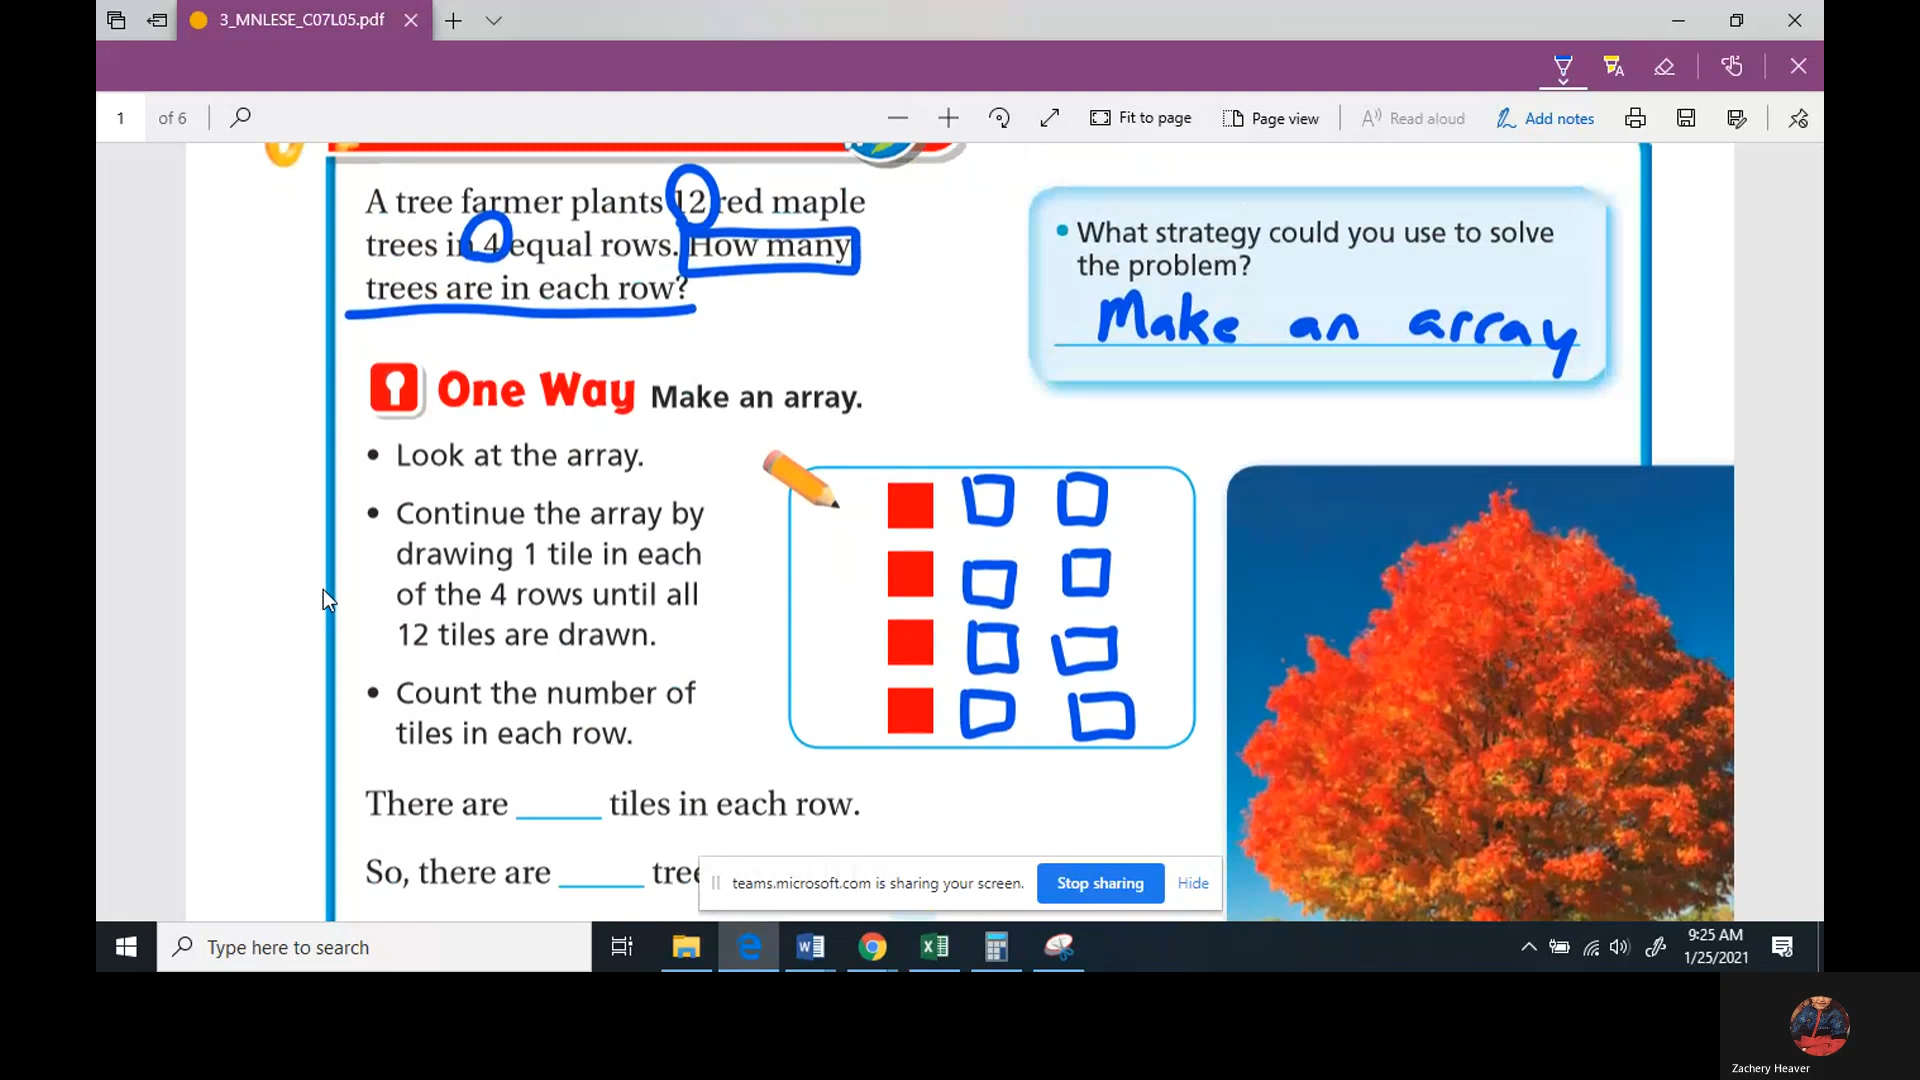 3_MNLESE_C07L05.pdf
1 of 6
Fit to page
Page view
Read aloud
Add notes
A tree farmer plants 12 red maple
trees in 4 equal rows. How many
trees are in each row?
• What strategy could you use to solve
the problem?
Make an array
One Way Make an array.
• Look at the array.
• Continue the array by
drawing 1 tile in each
of the 4 rows until all
12 tiles are drawn.
• Count the number of
tiles in each row.
There are _____ tiles in each row.
So, there are _____ tree
teams.microsoft.com is sharing your screen.
Stop sharing
Hide
Type here to search
9:25 AM
1/25/2021
Zachery Heaver